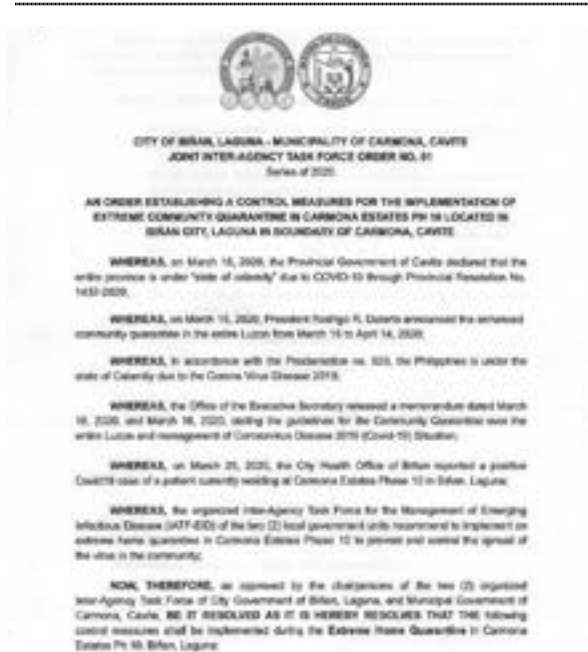 CITY OF BIÑAN, LAGUNA - MUNICIPALITY OF CARMONA, CAVITE
JOINT INTER-AGENCY TASK FORCE ORDER NO. 01
Series of 2020
AN ORDER ESTABLISHING A CONTROL MEASURES FOR THE IMPLEMENTATION OF
EXTREME COMMUNITY QUARANTINE IN CARMONA ESTATES PH 10 LOCATED IN
BIÑAN CITY, LAGUNA IN BOUNDARY OF CARMONA, CAVITE
WHEREAS, on March 2020, the Provincial Government of Cavite declared that the
entire province is under "state of calamity" due to COVID-19 through Provincial Resolution No.
WHEREAS, on March 2020, President Rodrigo R. Duterte announced the enhanced
community quarantine in the entire Luzon from March to April 14, 2020;
WHEREAS, in accordance with the Proclamation no. the Philippines is under the
state of Calamity due to the Corona Virus Disease 2019;
WHEREAS, the Office of the Executive Secretary released a memorandum dated March
2020, and March 18, 2020, stating the guidelines for the Community Quarantine over the
entire Luzon and management of Coronavirus Disease 2019 (Covid-19) Situation;
WHEREAS, on March 2020, the City Health Office of Biñan reported a positive
Covid19 case of a patient currently residing at Carmona Estates Phase 10 in Biñan, Laguna;
WHEREAS, the organized Inter-Agency Task Force for the Management of Emerging
Infectious Disease (IATF-EID) of the two (2) local government units recommend to implement an
extreme home quarantine in Carmona Estates Phase 10 to prevent and control the spread of
the virus in the community;
NOW, THEREFORE, as by the chairpersons of the two (2) organized
Inter-Agency Task Force of City Government of Biñan, Laguna, and Municipal Government of
Carmona, Cavite, BE IT RESOLVED AS IT IS HEREBY RESOLVES THAT THE following
control measures shall be implemented during the Extreme Home Quarantine in Carmona
Estates Ph 10, Biñan, Laguna: